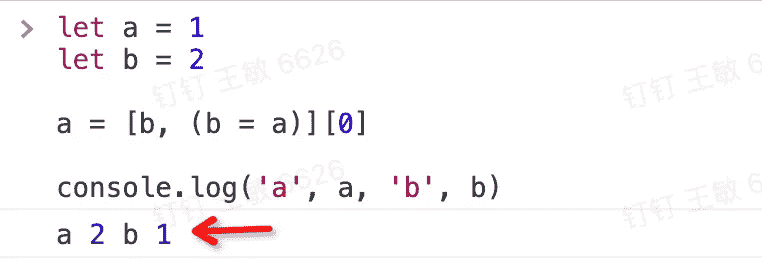 > let a = 1
let b = 2
钉钉 王敏 6626
钉钉 王敏 6
a = [b, (b = a)][0]
console.log('a', a, 'b', b)
钉钉 王敏 6626
钉钉 王敏 6
a 2 b 1